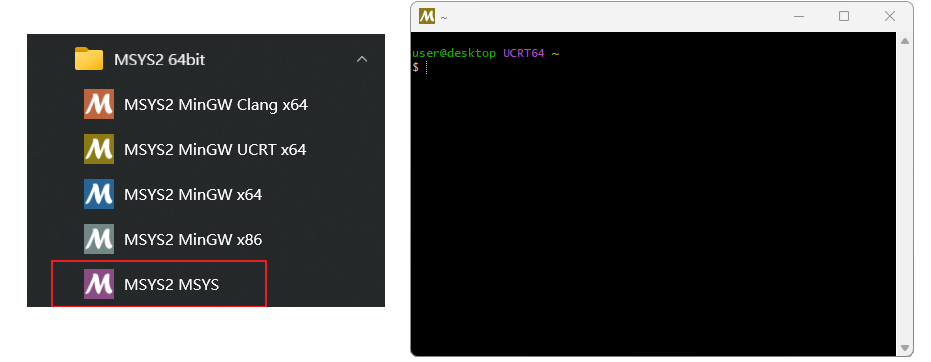 MSYS2 64bit
MSYS2 MinGW Clang x64
MSYS2 MinGW UCRT x64
MSYS2 MinGW x64
MSYS2 MinGW x86
MSYS2 MSYS
~
user@desktop UCRT64 ~
$